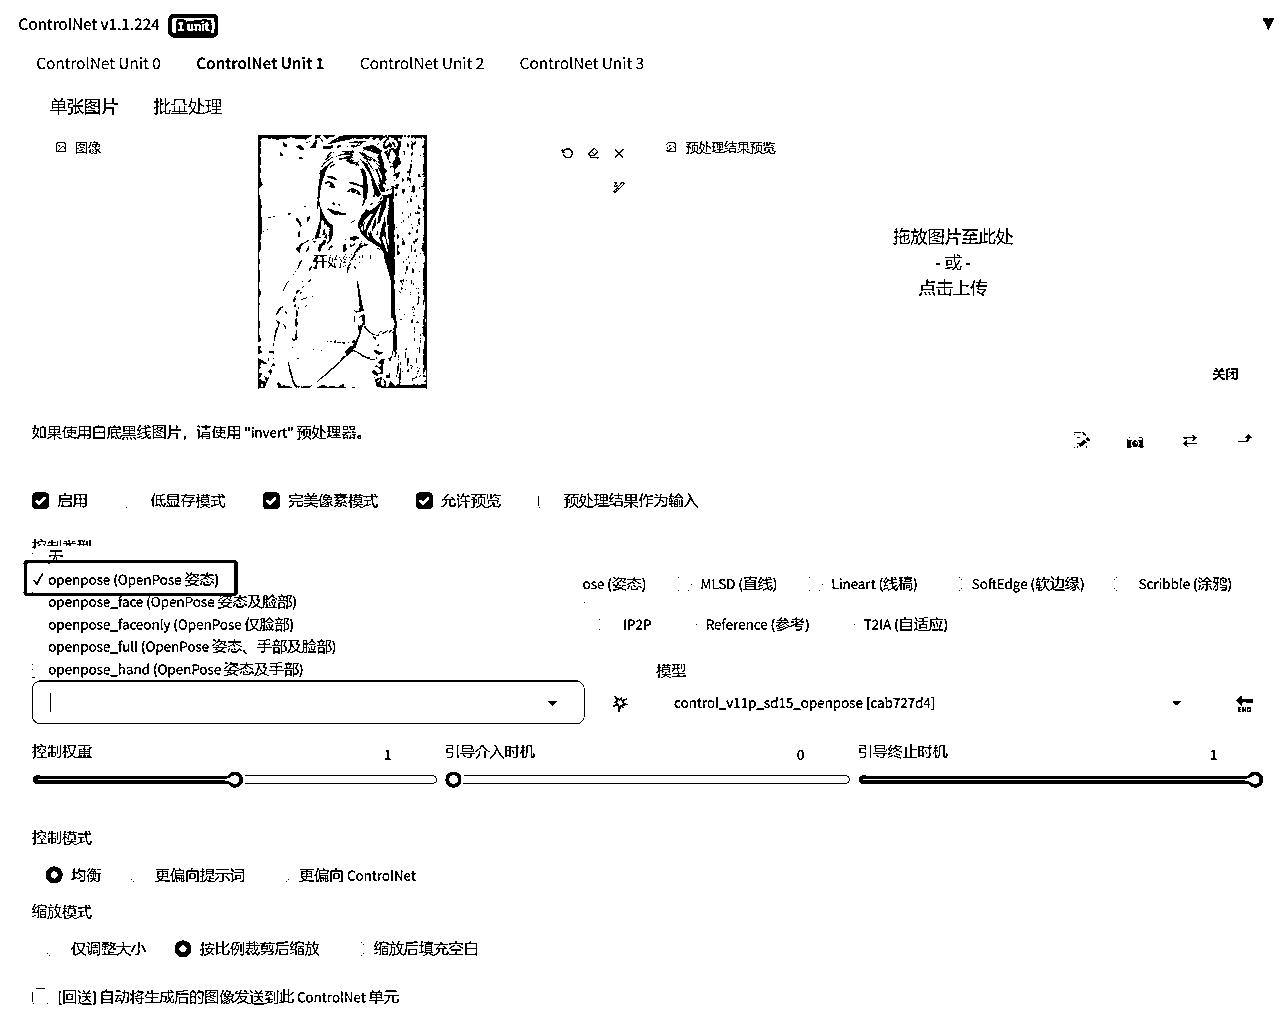 ControlNet v1.1.224 1 unit
ControlNet Unit 0 ControlNet Unit 1 ControlNet Unit 2 ControlNet Unit 3
单张图片 批量处理
图像 预处理结果预览
开始
拖放图片至此处
- 或 -
点击上传
关闭
如果使用白底黑线图片，请使用 "invert" 预处理器。
启用 低显存模式 完美像素模式 允许预览 预处理结果作为输入
控制类型
无
✓ openpose (OpenPose 姿态)
ose (姿态) MLSD (直线) Lineart (线稿) SoftEdge (软边缘) Scribble (涂鸦)
openpose_face (OpenPose 姿态及脸部)
openpose_faceonly (OpenPose 仅脸部) IP2P Reference (参考) T2IA (自适应)
openpose_full (OpenPose 姿态、手部及脸部)
openpose_hand (OpenPose 姿态及手部) 模型
control_v11p_sd15_openpose [cab727d4]
END
控制权重 1 引导介入时机 0 引导终止时机 1
控制模式
均衡 更偏向提示词 更偏向 ControlNet
缩放模式
仅调整大小 按比例裁剪后缩放 缩放后填充空白
[回送] 自动将生成后的图像发送到此 ControlNet 单元